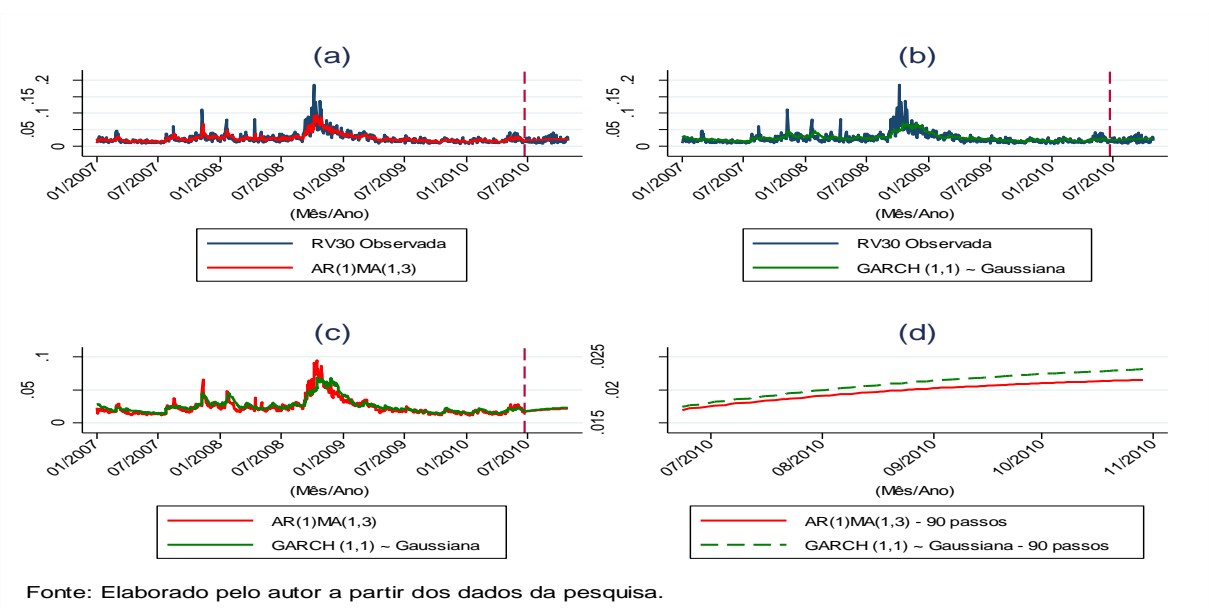 (a)
0 .05 .1 .15 .2
01/2007 07/2007 01/2008 07/2008 01/2009 07/2009 01/2010 07/2010
(Mês/Ano)
RV30 Observada
AR(1)MA(1,3)
(b)
0 .05 .1 .15 .2
01/2007 07/2007 01/2008 07/2008 01/2009 07/2009 01/2010 07/2010
(Mês/Ano)
RV30 Observada
GARCH (1,1) ~ Gaussiana
(c)
0 .05 .1
01/2007 07/2007 01/2008 07/2008 01/2009 07/2009 01/2010 07/2010
(Mês/Ano)
AR(1)MA(1,3)
GARCH (1,1) ~ Gaussiana
(d)
.015 .02 .025
07/2010 08/2010 09/2010 10/2010 11/2010
(Mês/Ano)
AR(1)MA(1,3) - 90 passos
GARCH (1,1) ~ Gaussiana - 90 passos
Fonte: Elaborado pelo autor a partir dos dados da pesquisa.